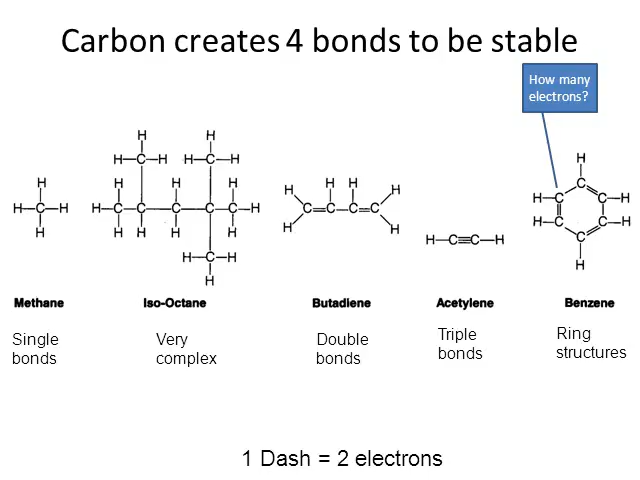 Carbon creates 4 bonds to be stable
How many
electrons?
H
H–C–H
H
H H
H–C–H H–C–H
H H H
H–C–C–C–C–C–H
H H H H
H–C–H
H
H H H H
C=C–C=C
H H
H–C≡C–H
H
C
H–C C–H
H–C C–H
C
H
Methane
Iso-Octane
Butadiene
Acetylene
Benzene
Single
bonds
Very
complex
Double
bonds
Triple
bonds
Ring
structures
1 Dash = 2 electrons